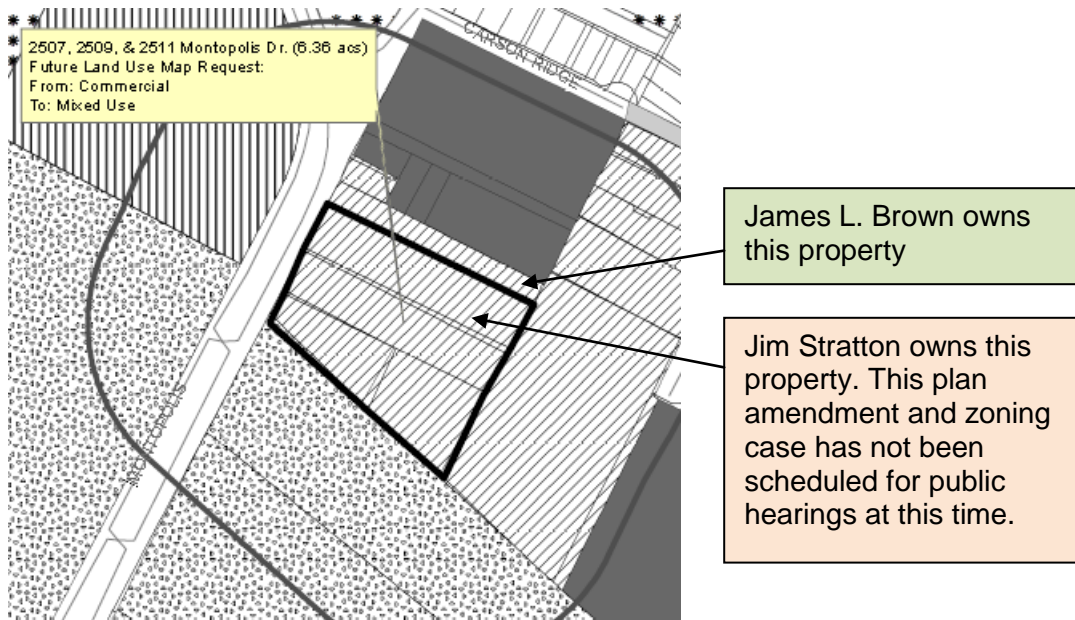 CARSON RIDGE
2507, 2509, & 2511 Montopolis Dr. (6.36 acs)
Future Land Use Map Request:
From: Commercial
To: Mixed Use
James L. Brown owns
this property
Jim Stratton owns this
property. This plan
amendment and zoning
case has not been
scheduled for public
hearings at this time.
MONTOPOLIS